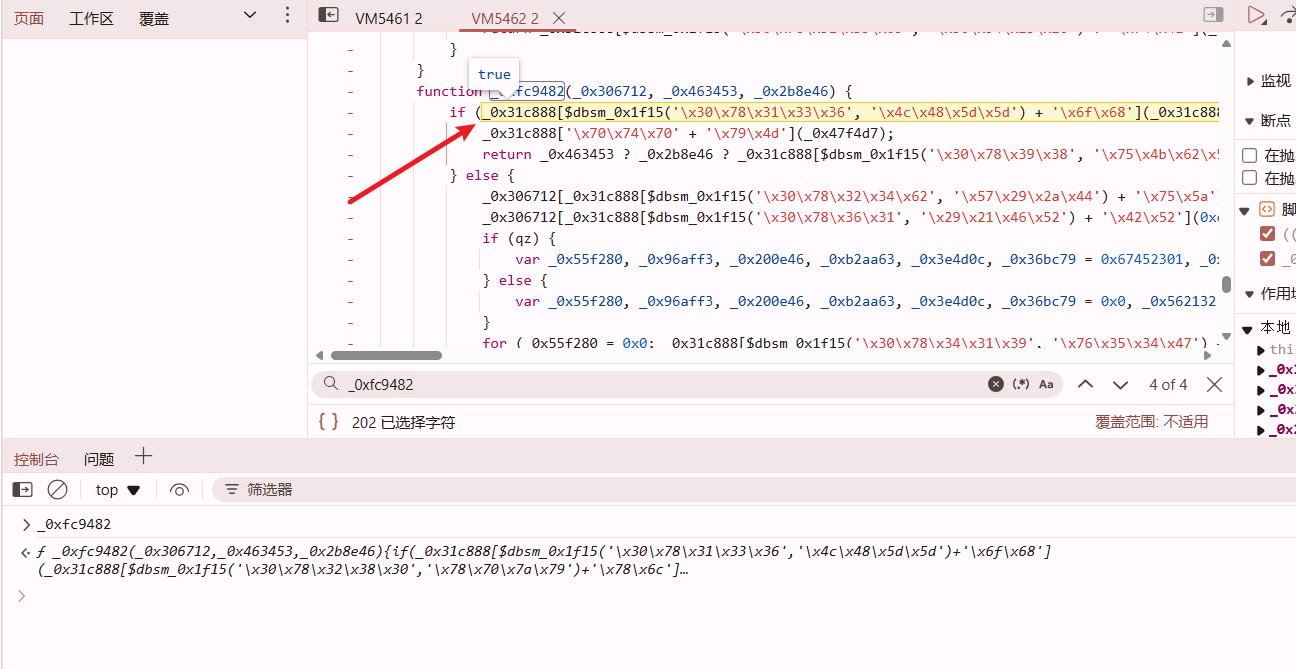 页面 工作区 覆盖
VM5461 2 VM5462 2
}
}
true
function _0xfc9482(_0x306712, _0x463453, _0x2b8e46) {
if (_0x31c888[$dbsm_0x1f15('\x30\x78\x31\x33\x36', '\x4c\x48\x5d\x5d') + '\x6f\x68'](_0x31c888
_0x31c888['\x70\x74\x70' + '\x79\x4d'](_0x47f4d7);
return _0x463453 ? _0x2b8e46 ? _0x31c888[$dbsm_0x1f15('\x30\x78\x39\x38', '\x75\x4b\x62\x5
} else {
_0x306712[_0x31c888[$dbsm_0x1f15('\x30\x78\x32\x34\x62', '\x57\x29\x2a\x44') + '\x75\x5a'
_0x306712[_0x31c888[$dbsm_0x1f15('\x30\x78\x36\x31', '\x29\x21\x46\x52') + '\x42\x52'](0x
if (qz) {
var _0x55f280, _0x96aff3, _0x200e46, _0xb2aa63, _0x3e4d0c, _0x36bc79 = 0x67452301, _0x
} else {
var _0x55f280, _0x96aff3, _0x200e46, _0xb2aa63, _0x3e4d0c, _0x36bc79 = 0x0, _0x562132
}
for (_0x55f280 = 0x0; _0x31c888[$dbsm_0x1f15('\x30\x78\x34\x31\x39', '\x76\x35\x34\x47')
_0xfc9482 (.*) Aa 4 of 4
{ } 202 已选择字符 覆盖范围: 不适用
监视
断点
在抛
在抛
脚
((
_0
作用域
本地
this
_0x
_0x
_0x
_0x2
控制台 问题
top 筛选器
_0xfc9482
ƒ _0xfc9482(_0x306712,_0x463453,_0x2b8e46){if(_0x31c888[$dbsm_0x1f15('\x30\x78\x31\x33\x36','\x4c\x48\x5d\x5d')+'\x6f\x68']
(_0x31c888[$dbsm_0x1f15('\x30\x78\x32\x38\x30','\x78\x70\x7a\x79')+'\x78\x6c']…